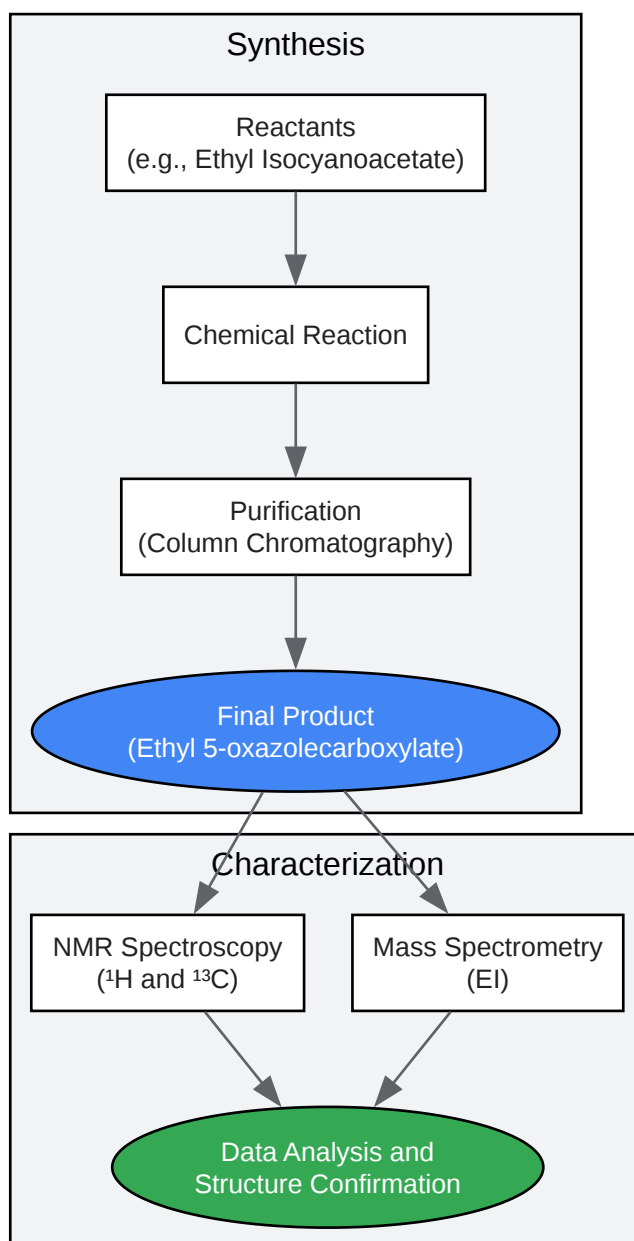 Synthesis
Reactants
(e.g., Ethyl Isocyanoacetate)
Chemical Reaction
Purification
(Column Chromatography)
Final Product
(Ethyl 5-oxazolecarboxylate)
Characterization
NMR Spectroscopy
(¹H and ¹³C)
Mass Spectrometry
(EI)
Data Analysis and
Structure Confirmation